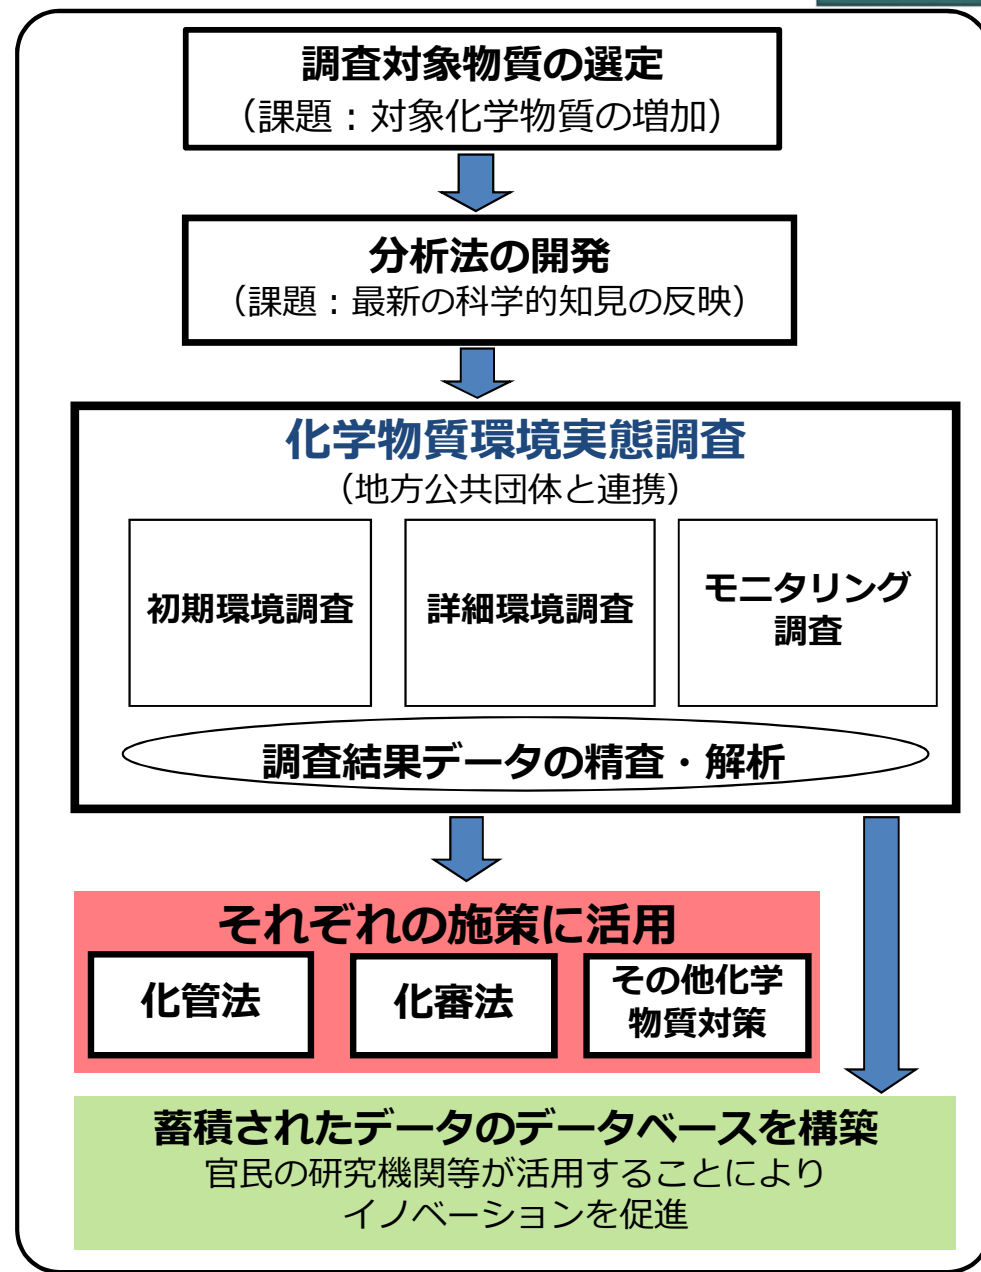 調査対象物質の選定
（課題：対象化学物質の増加）
分析法の開発
（課題：最新の科学的知見の反映）
化学物質環境実態調査
（地方公共団体と連携）
初期環境調査
詳細環境調査
モニタリング
調査
調査結果データの精査・解析
それぞれの施策に活用
化管法
化審法
その他化学
物質対策
蓄積されたデータのデータベースを構築
官民の研究機関等が活用することにより
イノベーションを促進